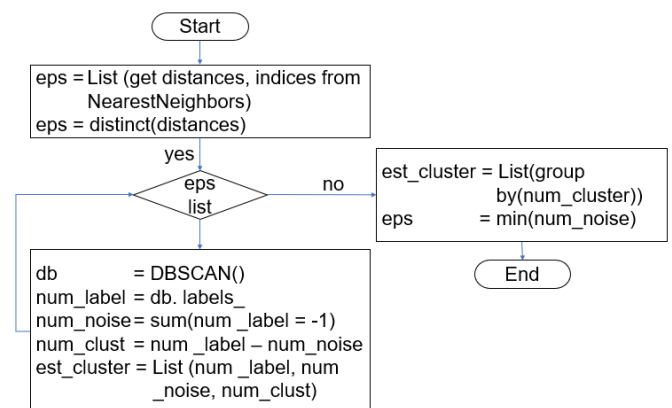 Start
eps = List (get distances, indices from
NearestNeighbors)
eps = distinct(distances)
yes
eps
list
no
est_cluster = List(group
by(num_cluster))
eps = min(num_noise)
End
db = DBSCAN()
num_label = db. labels_
num_noise = sum(num _label = -1)
num_clust = num _label – num_noise
est_cluster = List (num _label, num
_noise, num_clust)